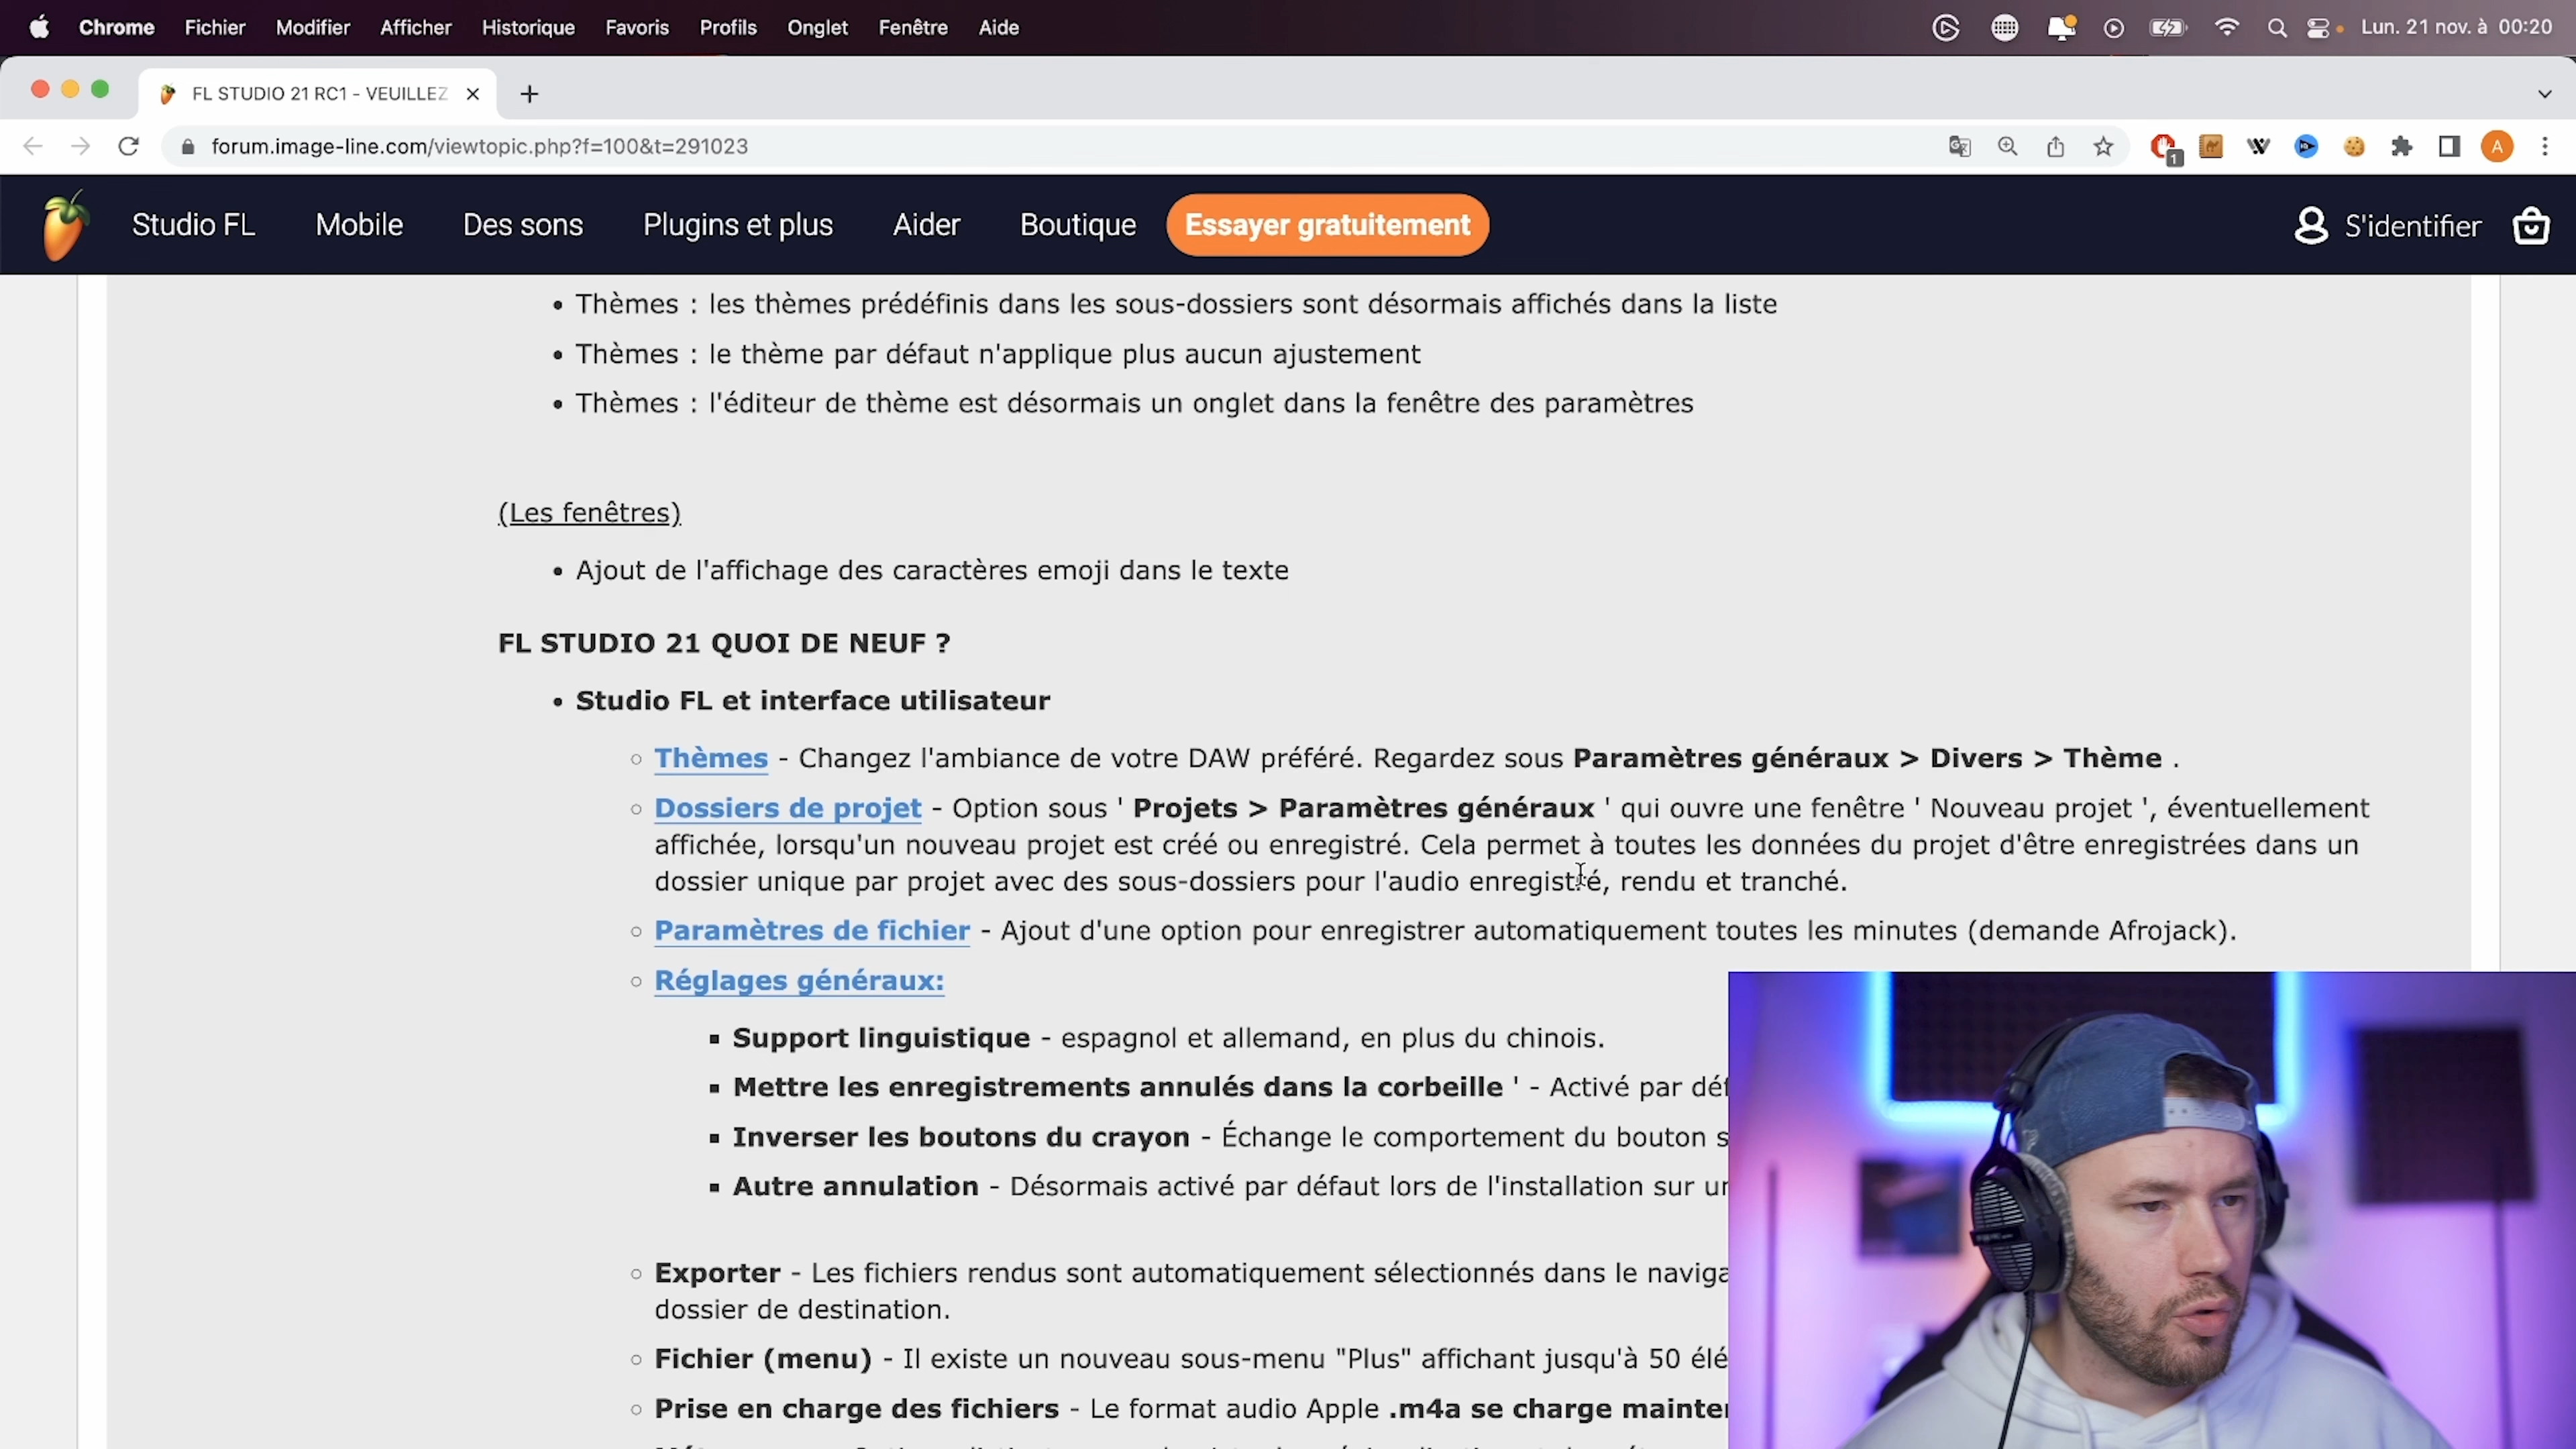 Chrome Fichier Modifier Afficher Historique Favoris Profils Onglet Fenêtre Aide Lun. 21 nov. à 00:20
FL STUDIO 21 RC1 - VEUILLEZ
forum.image-line.com/viewtopic.php?f=100&t=291023 1 A
Studio FL Mobile Des sons Plugins et plus Aider Boutique Essayer gratuitement S'identifier
• Thèmes : les thèmes prédéfinis dans les sous-dossiers sont désormais affichés dans la liste
• Thèmes : le thème par défaut n'applique plus aucun ajustement
• Thèmes : l'éditeur de thème est désormais un onglet dans la fenêtre des paramètres
(Les fenêtres)
• Ajout de l'affichage des caractères emoji dans le texte
FL STUDIO 21 QUOI DE NEUF ?
• Studio FL et interface utilisateur
Thèmes - Changez l'ambiance de votre DAW préféré. Regardez sous Paramètres généraux > Divers > Thème .
Dossiers de projet - Option sous ' Projets > Paramètres généraux ' qui ouvre une fenêtre ' Nouveau projet ', éventuellement
affichée, lorsqu'un nouveau projet est créé ou enregistré. Cela permet à toutes les données du projet d'être enregistrées dans un
dossier unique par projet avec des sous-dossiers pour l'audio enregistré, rendu et tranché.
Paramètres de fichier - Ajout d'une option pour enregistrer automatiquement toutes les minutes (demande Afrojack).
Réglages généraux:
Support linguistique - espagnol et allemand, en plus du chinois.
Mettre les enregistrements annulés dans la corbeille ' - Activé par déf
Inverser les boutons du crayon - Échange le comportement du bouton s
Autre annulation - Désormais activé par défaut lors de l'installation sur un
Exporter - Les fichiers rendus sont automatiquement sélectionnés dans le naviga
dossier de destination.
Fichier (menu) - Il existe un nouveau sous-menu "Plus" affichant jusqu'à 50 élé
Prise en charge des fichiers - Le format audio Apple .m4a se charge mainte